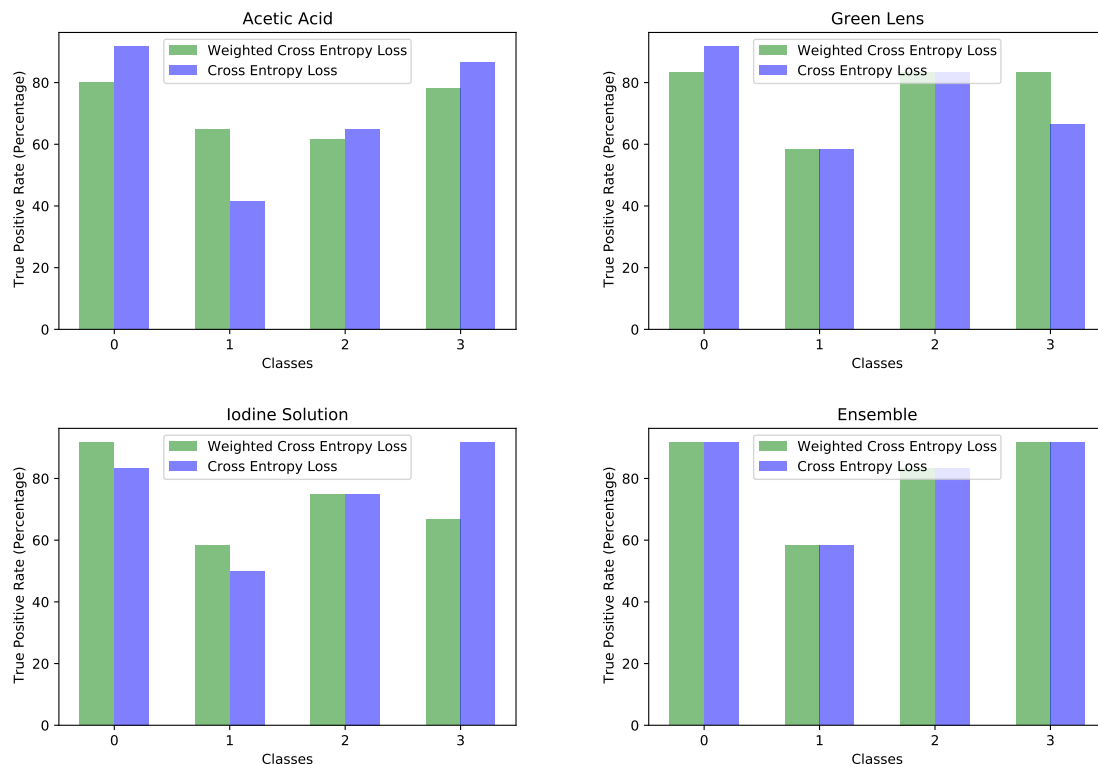 Acetic Acid
True Positive Rate (Percentage)
80
60
40
20
0
Weighted Cross Entropy Loss
Cross Entropy Loss
0 1 2 3
Classes
Green Lens
True Positive Rate (Percentage)
80
60
40
20
0
Weighted Cross Entropy Loss
Cross Entropy Loss
0 1 2 3
Classes
Iodine Solution
True Positive Rate (Percentage)
80
60
40
20
0
Weighted Cross Entropy Loss
Cross Entropy Loss
0 1 2 3
Classes
Ensemble
True Positive Rate (Percentage)
80
60
40
20
0
Weighted Cross Entropy Loss
Cross Entropy Loss
0 1 2 3
Classes